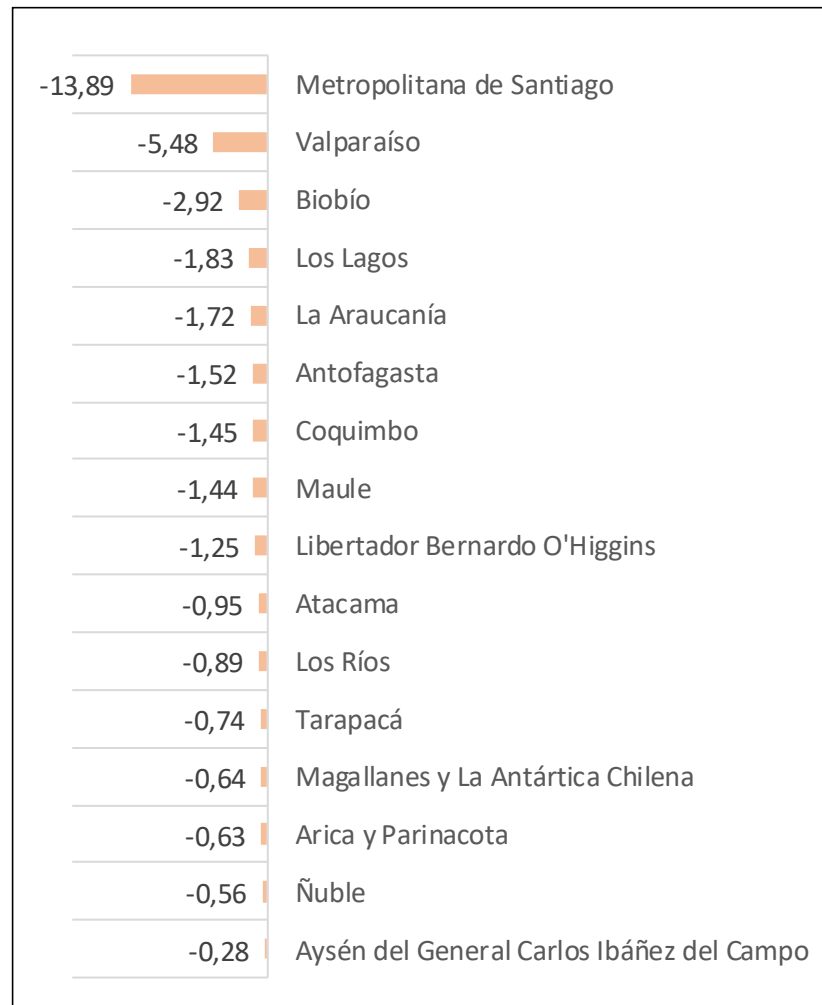 -13,89 Metropolitana de Santiago
-5,48 Valparaíso
-2,92 Biobío
-1,83 Los Lagos
-1,72 La Araucanía
-1,52 Antofagasta
-1,45 Coquimbo
-1,44 Maule
-1,25 Libertador Bernardo O'Higgins
-0,95 Atacama
-0,89 Los Ríos
-0,74 Tarapacá
-0,64 Magallanes y La Antártica Chilena
-0,63 Arica y Parinacota
-0,56 Ñuble
-0,28 Aysén del General Carlos Ibáñez del Campo